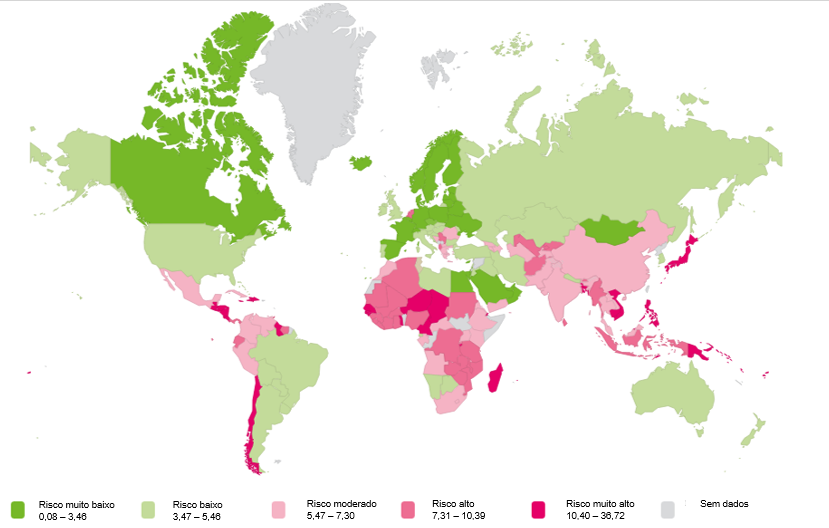 Risco muito baixo
0,08 – 3,46
Risco baixo
3,47 – 5,46
Risco moderado
5,47 – 7,30
Risco alto
7,31 – 10,39
Risco muito alto
10,40 – 36,72
Sem dados